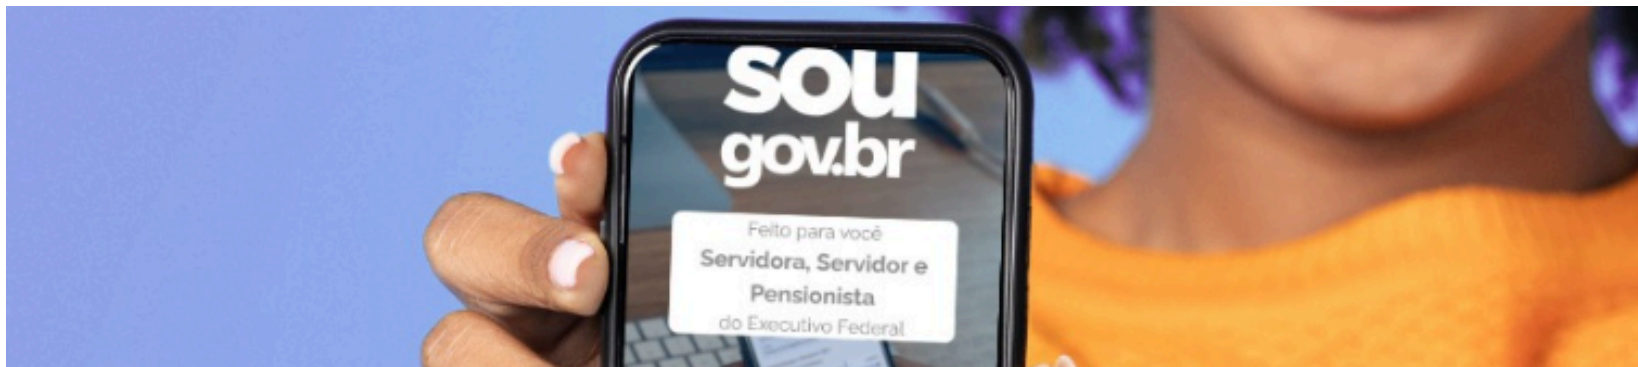 sou
gov.br
Feito para você
Servidora, Servidor e
Pensionista
do Executivo Federal